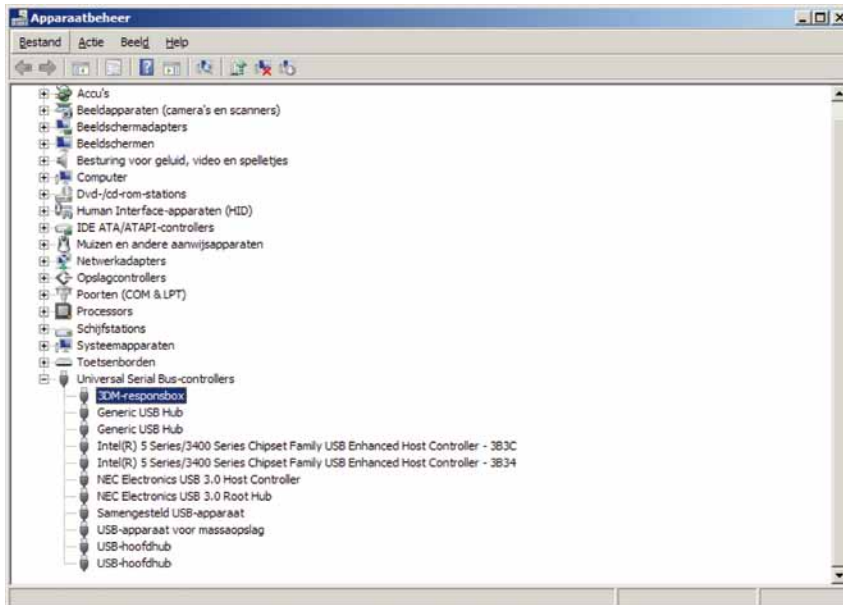 Apparaatbeheer
Bestand Actie Beeld Help
Accu's
Beeldapparaten (camera's en scanners)
Beeldschermadapters
Beeldschermen
Besturing voor geluid, video en spelletjes
Computer
Dvd-/cd-rom-stations
Human Interface-apparaten (HID)
IDE ATA/ATAPI-controllers
Muizen en andere aanwijsapparaten
Netwerkadapters
Opslagcontrollers
Poorten (COM & LPT)
Processors
Schijfstations
Systeemapparaten
Toetsenborden
Universal Serial Bus-controllers
3DM-responsbox
Generic USB Hub
Generic USB Hub
Intel(R) 5 Series/3400 Series Chipset Family USB Enhanced Host Controller - 3B3C
Intel(R) 5 Series/3400 Series Chipset Family USB Enhanced Host Controller - 3B34
NEC Electronics USB 3.0 Host Controller
NEC Electronics USB 3.0 Root Hub
Samengesteld USB-apparaat
USB-apparaat voor massaopslag
USB-hoofdhub
USB-hoofdhub